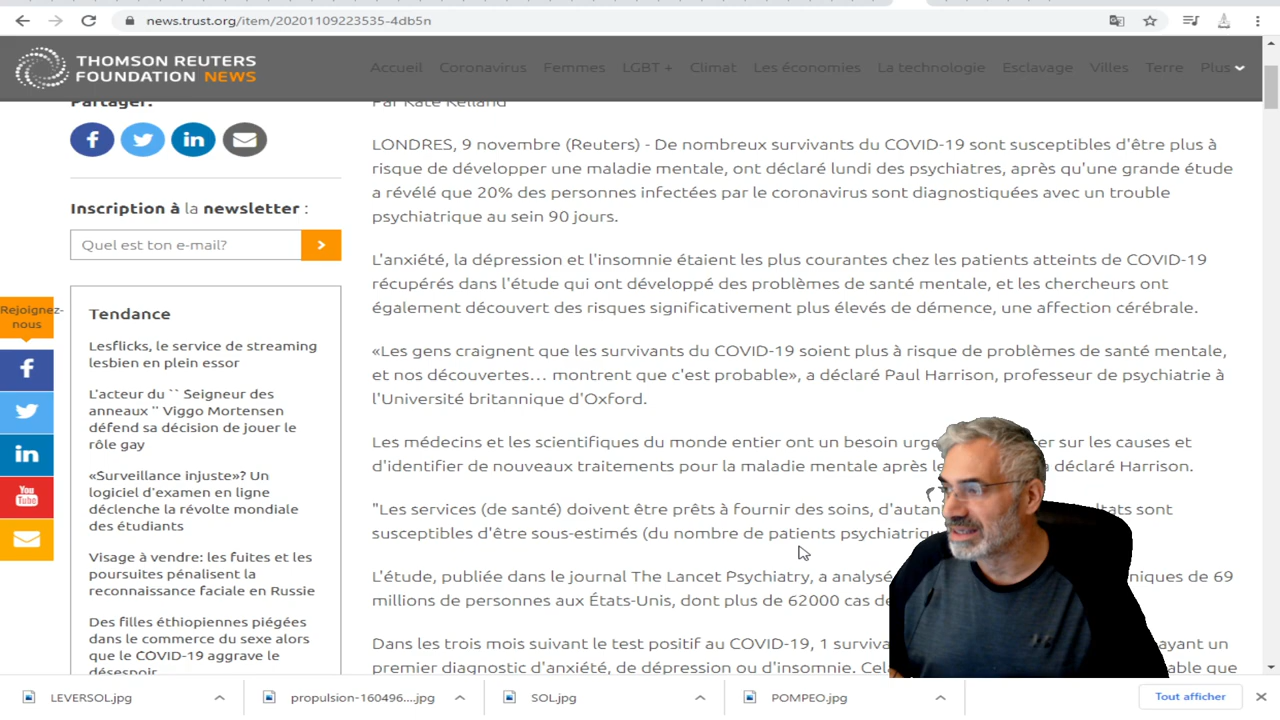 news.trust.org/item/20201109223535-4db5n
THOMSON REUTERS
FOUNDATION NEWS
Accueil Coronavirus Femmes LGBT + Climat Les économies La technologie Esclavage Villes Terre Plus
Partager:
Inscription à la newsletter :
Quel est ton e-mail?
Rejoignez-
nous
Tendance
Lesflicks, le service de streaming
lesbien en plein essor
L'acteur du `` Seigneur des
anneaux '' Viggo Mortensen
défend sa décision de jouer le
rôle gay
«Surveillance injuste»? Un
logiciel d'examen en ligne
déclenche la révolte mondiale
des étudiants
Visage à vendre: les fuites et les
poursuites pénalisent la
reconnaissance faciale en Russie
Des filles éthiopiennes piégées
dans le commerce du sexe alors
que le COVID-19 aggrave le
désespoir
Par Kate Kelland
LONDRES, 9 novembre (Reuters) - De nombreux survivants du COVID-19 sont susceptibles d'être plus à
risque de développer une maladie mentale, ont déclaré lundi des psychiatres, après qu'une grande étude
a révélé que 20% des personnes infectées par le coronavirus sont diagnostiquées avec un trouble
psychiatrique au sein 90 jours.
L'anxiété, la dépression et l'insomnie étaient les plus courantes chez les patients atteints de COVID-19
récupérés dans l'étude qui ont développé des problèmes de santé mentale, et les chercheurs ont
également découvert des risques significativement plus élevés de démence, une affection cérébrale.
«Les gens craignent que les survivants du COVID-19 soient plus à risque de problèmes de santé mentale,
et nos découvertes… montrent que c'est probable», a déclaré Paul Harrison, professeur de psychiatrie à
l'Université britannique d'Oxford.
Les médecins et les scientifiques du monde entier ont un besoin sur les causes et
d'identifier de nouveaux traitements pour la maladie mentale après déclaré Harrison.
"Les services (de santé) doivent être prêts à fournir des soins, sont
susceptibles d'être sous-estimés (du nombre de patients
L'étude, publiée dans le journal The Lancet Psychiatry, a analysé de 69
millions de personnes aux États-Unis, dont plus de 62000 cas
Dans les trois mois suivant le test positif au COVID-19, 1 un
premier diagnostic d'anxiété, de dépression ou d'insomnie. que
LEVERSOL.jpg propulsion-160496....jpg SOL.jpg POMPEO.jpg Tout afficher